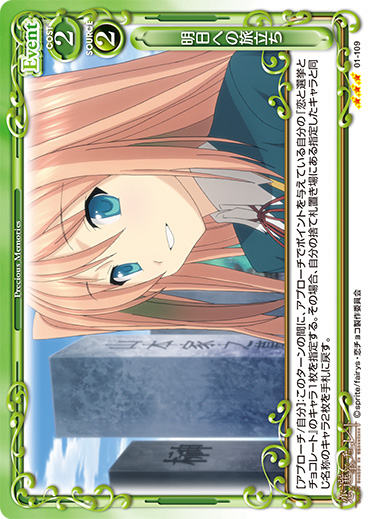 Event
COST
2
SOURCE
2
明日への旅立ち
01-109
Precious Memories
[アプローチ/自分]:このターンの間に、アプローチでポイントを与えている自分の「恋と選挙と
チョコレート」のキャラ1枚を指定する。その場合、自分の捨て札置き場にある指定したキャラと同
じ名称のキャラ2枚を手札に戻す。
©sprite/fairys・恋チョコ製作委員会